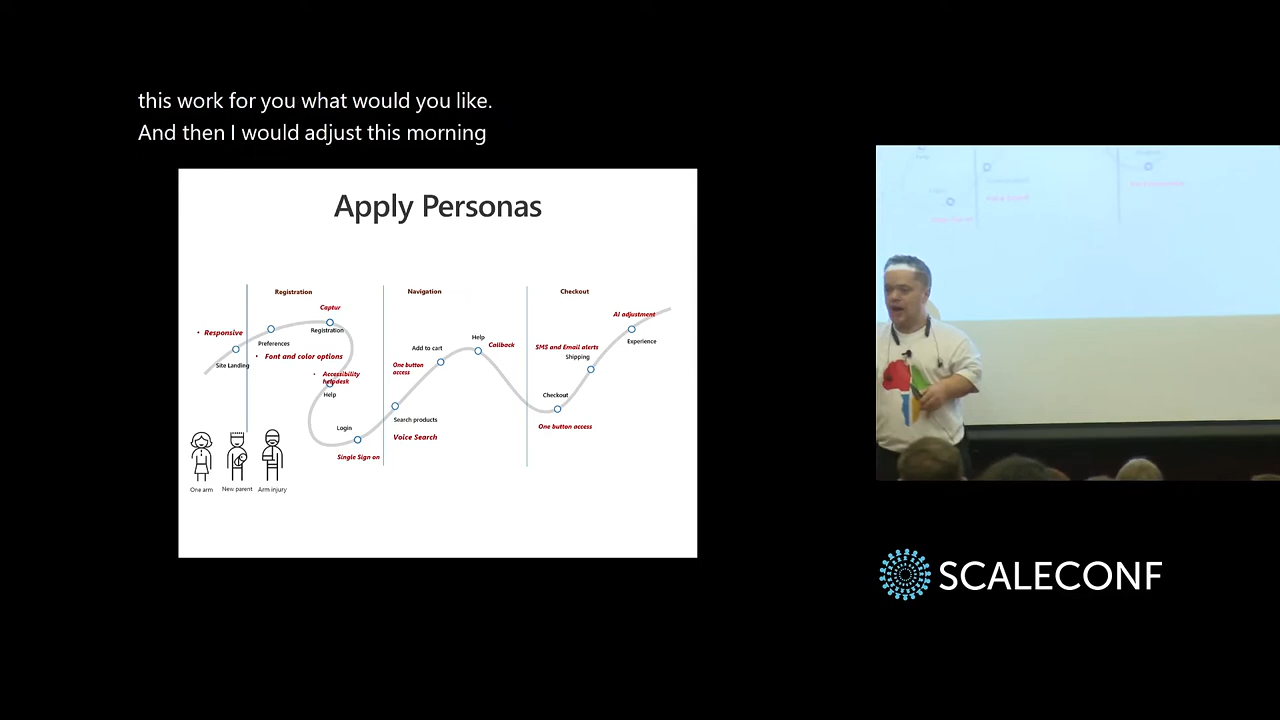 this work for you what would you like.
And then I would adjust this morning
Apply Personas
Registration
Navigation
Checkout
Captur
Registration
AI adjustment
Experience
• Responsive
Preferences
Site Landing
• Font and color options
• Accessibility
helpdesk
Help
Login
Single Sign on
Add to cart
One button
access
Help
Callback
Search products
Voice Search
SMS and Email alerts
Shipping
Checkout
One button access
One arm
New parent
Arm injury
SCALECONF